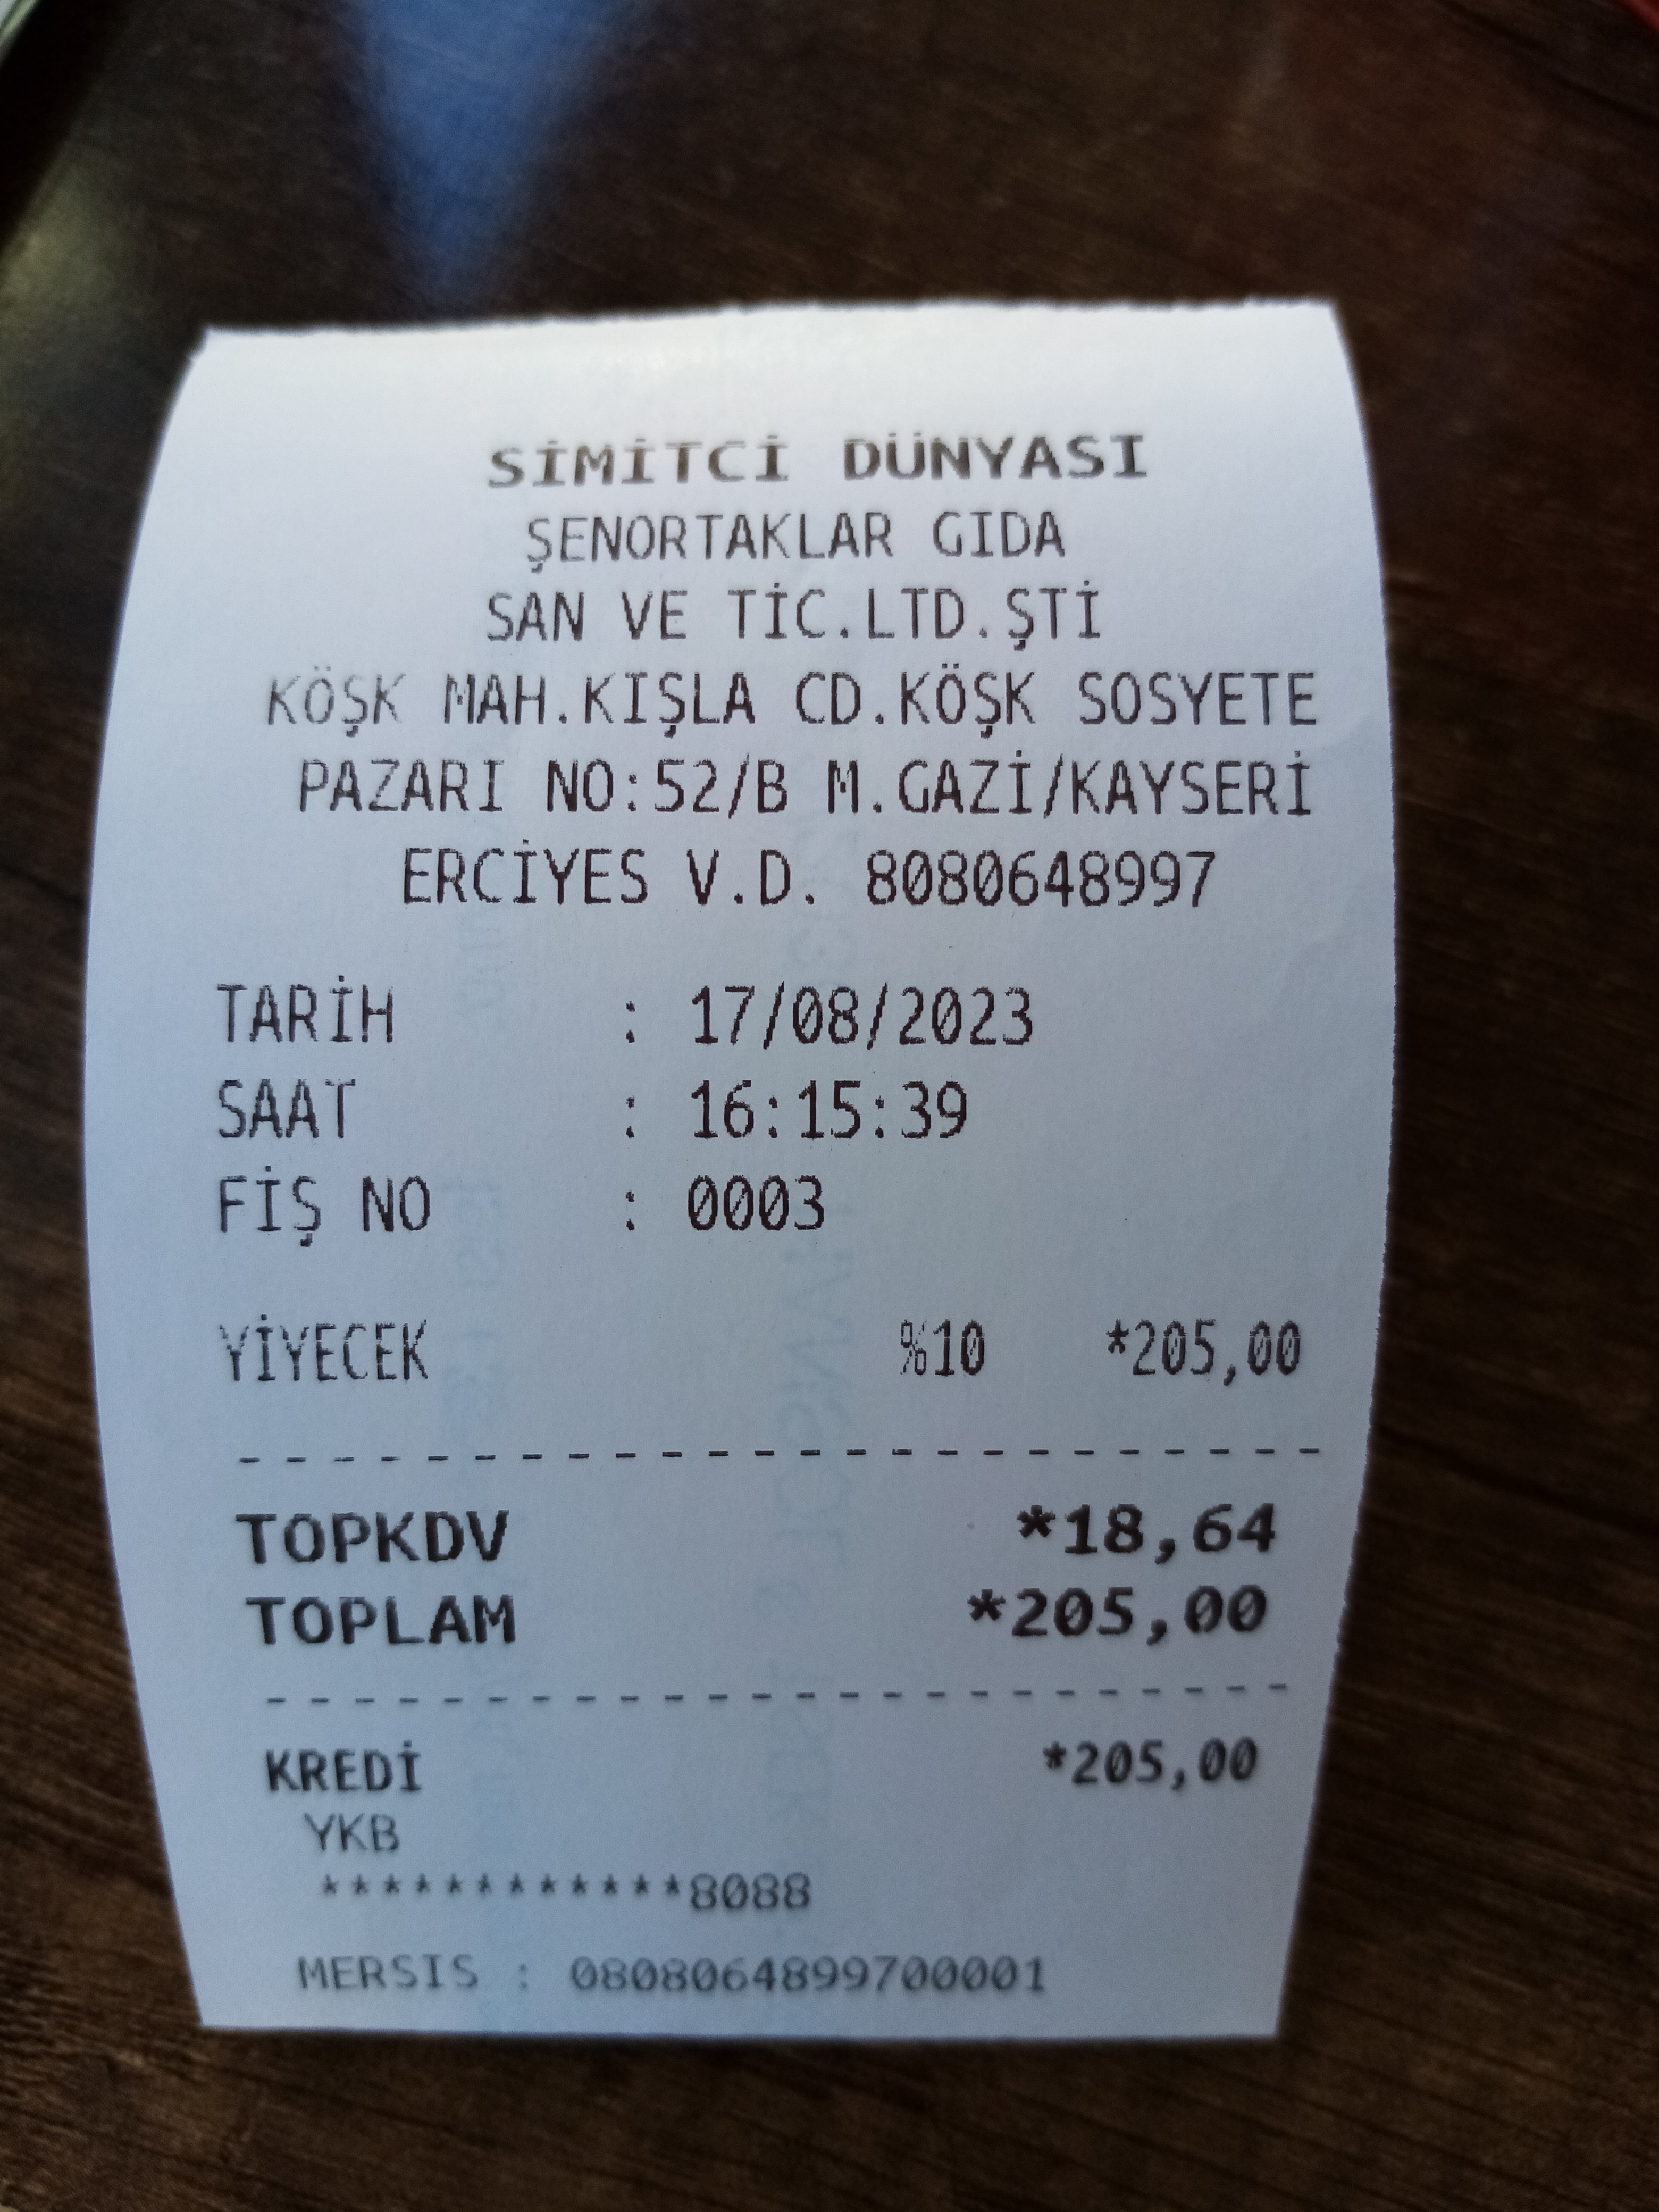 SİMİTCİ DÜNYASI
ŞENORTAKLAR GIDA
SAN VE TİC.LTD.ŞTİ
KÖŞK MAH.KIŞLA CD.KÖŞK SOSYETE
PAZARI NO:52/B M.GAZİ/KAYSERİ
ERCİYES V.D. 8080648997
TARİH : 17/08/2023
SAAT : 16:15:39
FİŞ NO : 0003
YİYECEK %10 *205,00
TOPKDV *18,64
TOPLAM *205,00
KREDİ *205,00
YKB
************8088
MERSIS : 0808064899700001